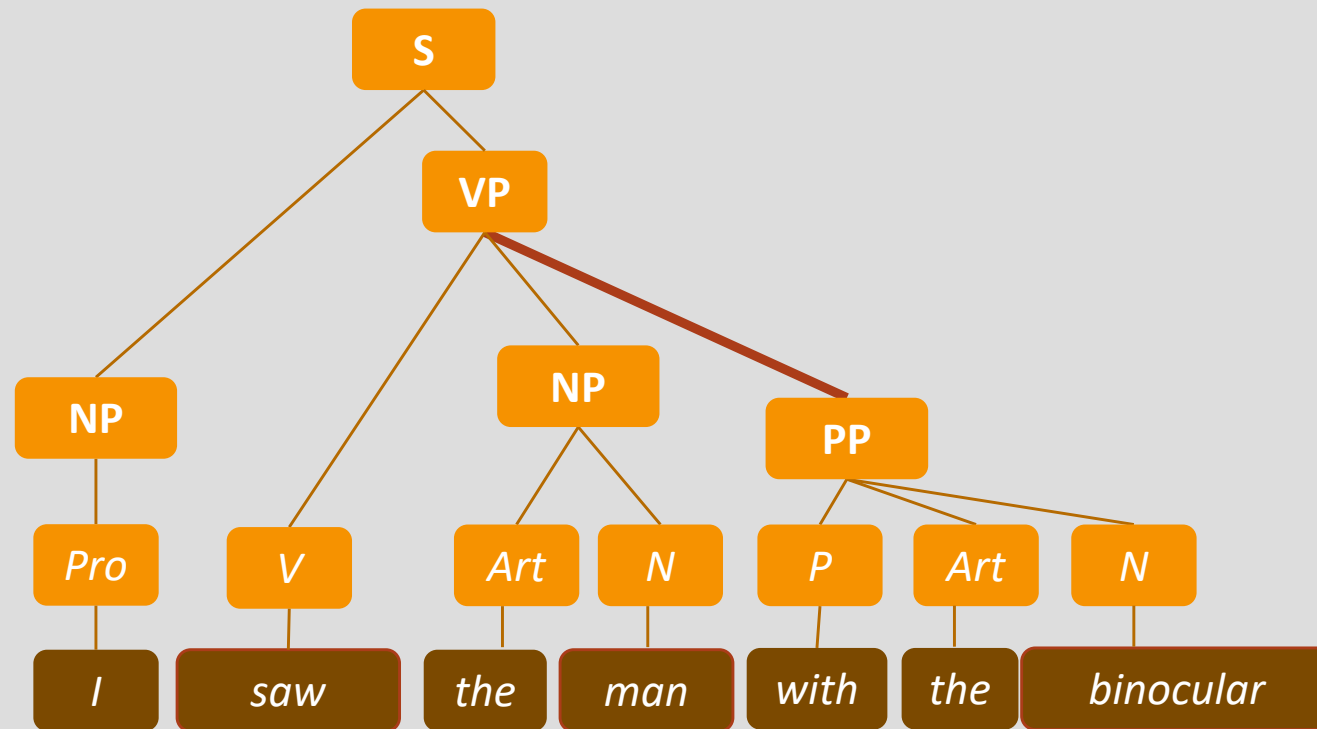 S
VP
NP
NP
PP
Pro
V
Art
N
P
Art
N
I saw the man with the binocular